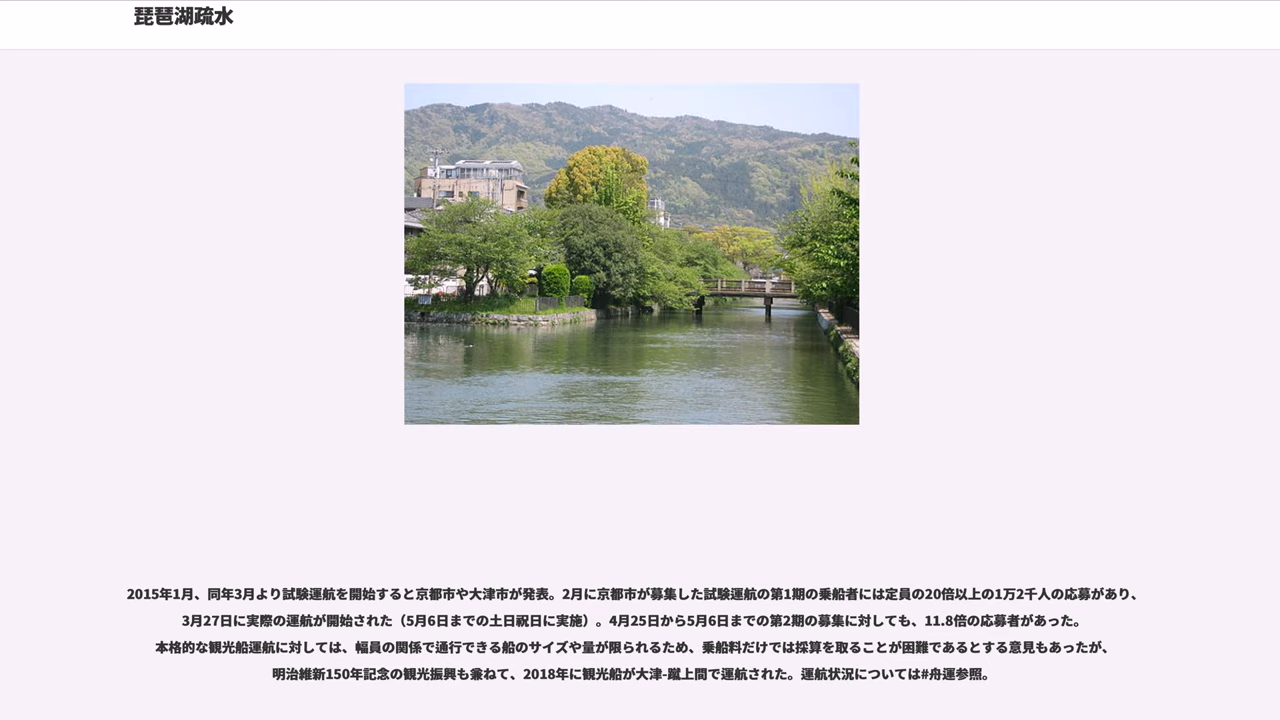 琵琶湖疏水
2015年1月、同年3月より試験運航を開始すると京都市や大津市が発表。2月に京都市が募集した試験運航の第1期の乗船者には定員の20倍以上の1万2千人の応募があり、
3月27日に実際の運航が開始された（5月6日までの土日祝日に実施）。4月25日から5月6日までの第2期の募集に対しても、11.8倍の応募者があった。
本格的な観光船運航に対しては、幅員の関係で通行できる船のサイズや量が限られるため、乗船料だけでは採算を取ることが困難であるとする意見もあったが、
明治維新150年記念の観光振興も兼ねて、2018年に観光船が大津-蹴上間で運航された。運航状況については#舟運参照。